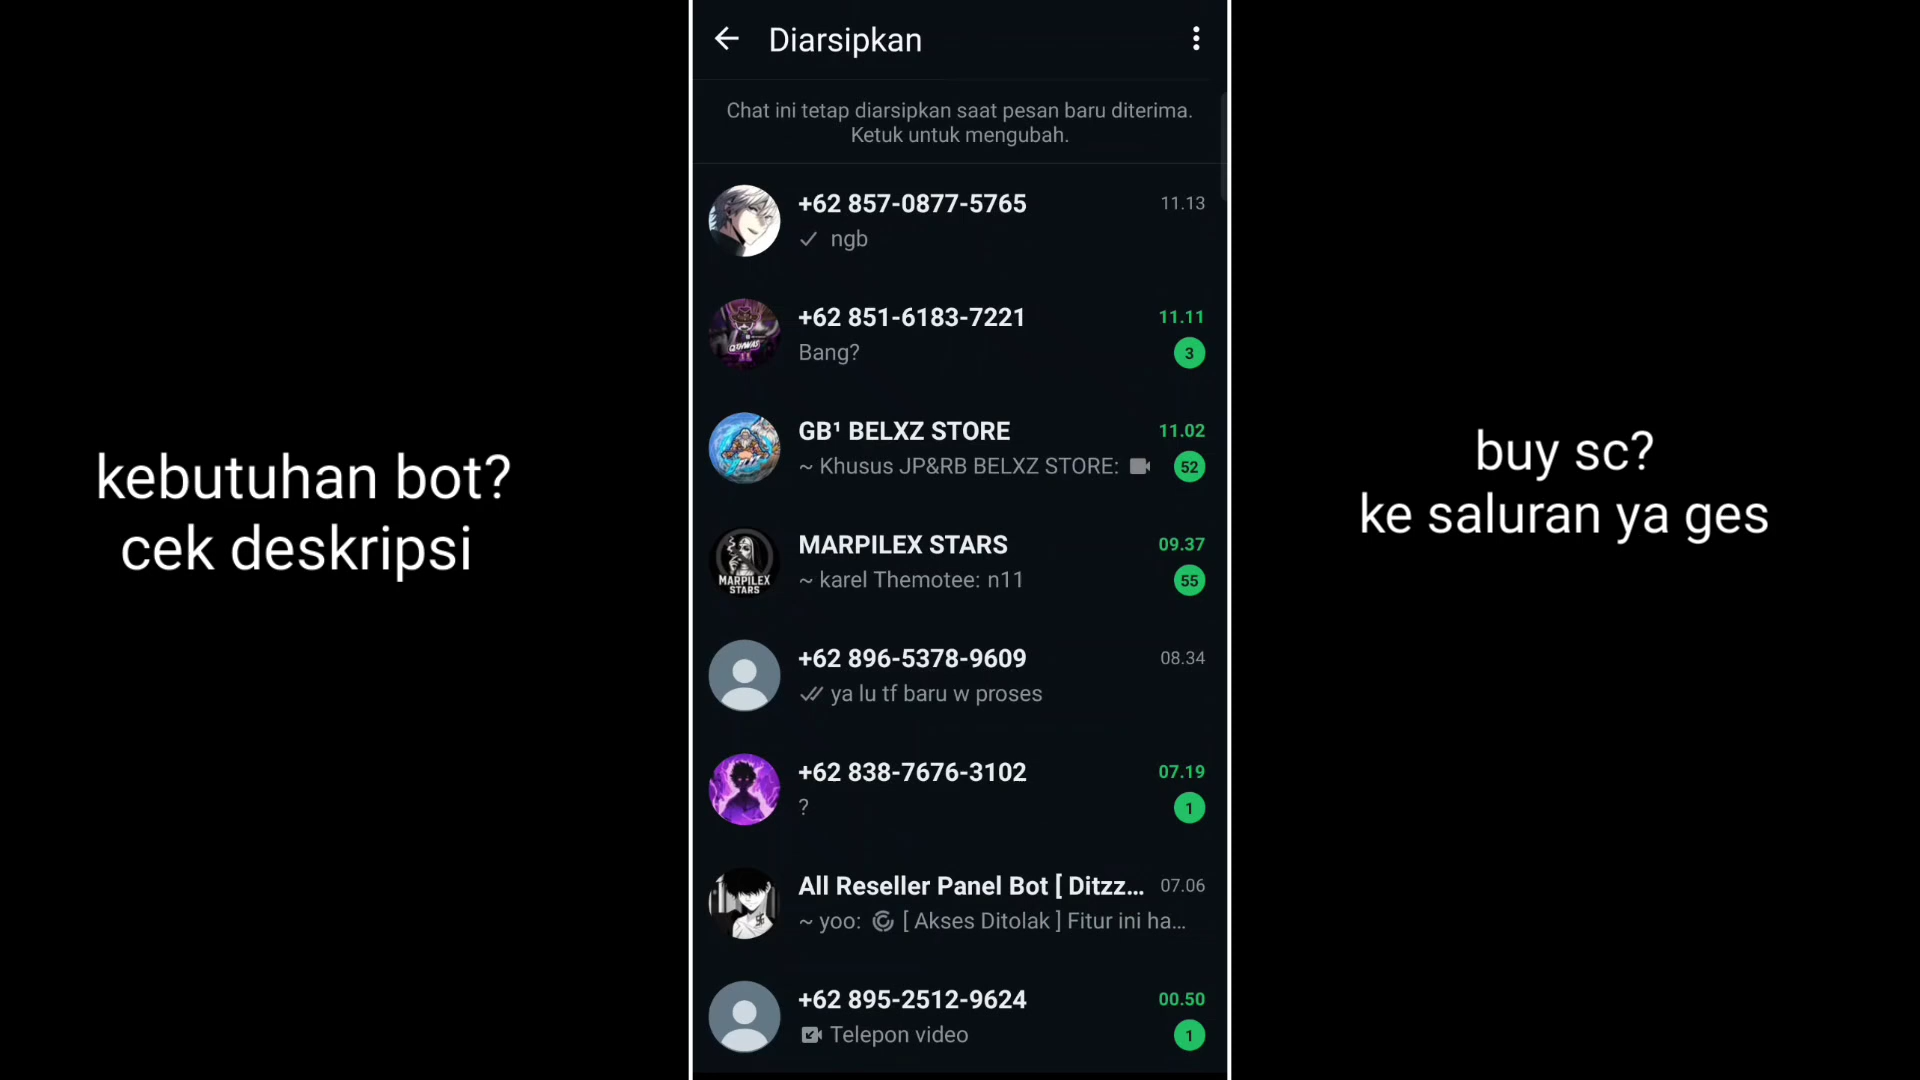 Diarsipkan
Chat ini tetap diarsipkan saat pesan baru diterima.
Ketuk untuk mengubah.
+62 857-0877-5765
11.13
ngb
+62 851-6183-7221
11.11
Bang?
3
GB¹ BELXZ STORE
11.02
~ Khusus JP&RB BELXZ STORE:
52
MARPILEX STARS
09.37
~ karel Themotee: n11
55
MARPILEX
STARS
+62 896-5378-9609
08.34
ya lu tf baru w proses
+62 838-7676-3102
07.19
?
1
All Reseller Panel Bot [ Ditzz...
07.06
~ yoo: [ Akses Ditolak ] Fitur ini ha...
+62 895-2512-9624
00.50
Telepon video
1
kebutuhan bot?
cek deskripsi
buy sc?
ke saluran ya ges